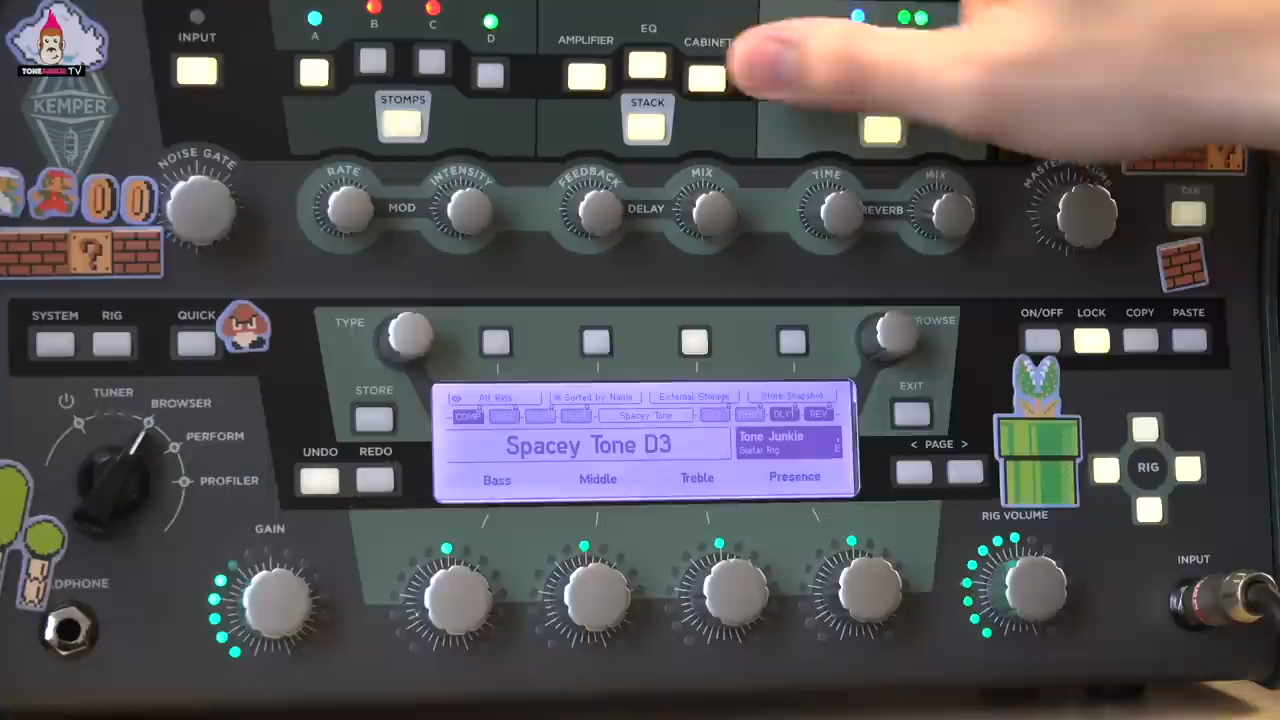 TONEJUNKIE TV
KEMPER
INPUT
A
B
C
D
STOMPS
AMPLIFIER
EQ
CABINET
STACK
NOISE GATE
RATE
MOD
INTENSITY
FEEDBACK
DELAY
MIX
TIME
REVERB
MIX
TAP
SYSTEM
RIG
QUICK
TYPE
BROWSE
ON/OFF
LOCK
COPY
PASTE
TUNER
BROWSER
PERFORM
PROFILER
STORE
EXIT
UNDO
REDO
< PAGE >
RIG
All Rigs
Sorted by Name
External Storage
Store Snapshot
COMP
Spacey Tone
DLY
REV
Spacey Tone D3
Tone Junkie
Guitar Rig
Bass
Middle
Treble
Presence
GAIN
RIG VOLUME
INPUT